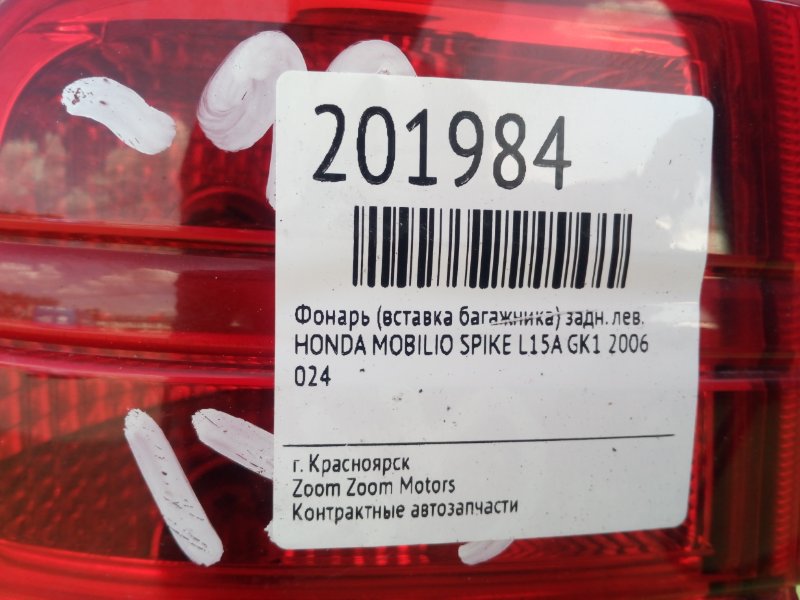 201984
Фонарь (вставка багажника) задн. лев.
HONDA MOBILIO SPIKE L15A GK1 2006
024
г. Красноярск
Zoom Zoom Motors
Контрактные автозапчасти